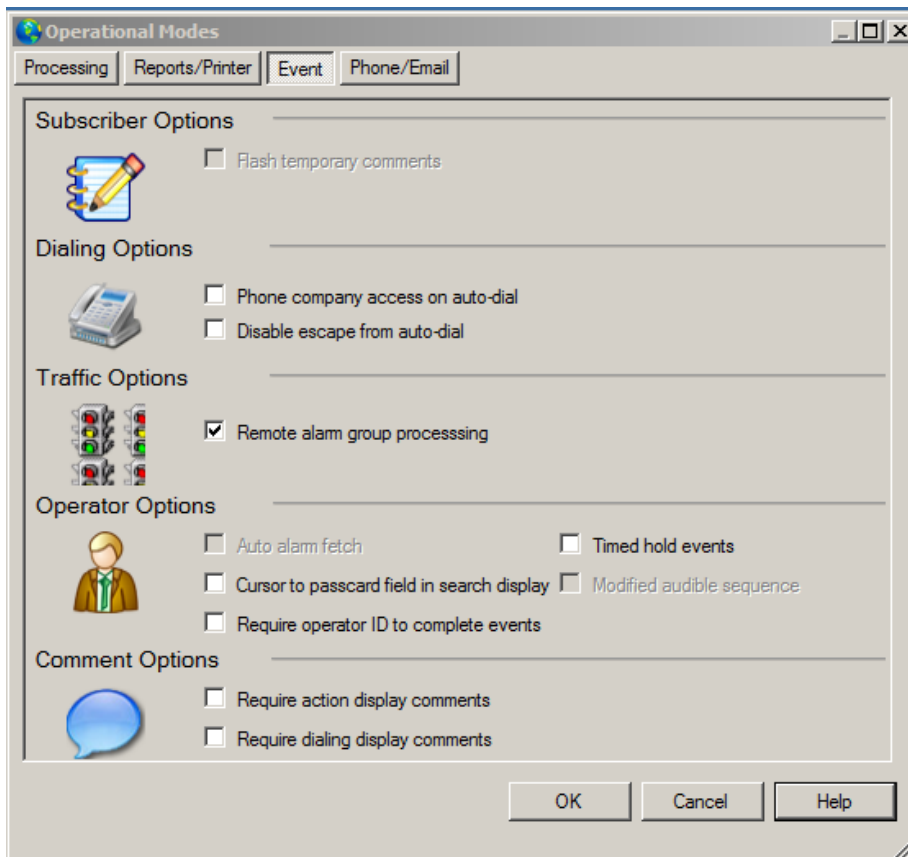 Operational Modes
Processing Reports/Printer Event Phone/Email
Subscriber Options
Flash temporary comments
Dialing Options
Phone company access on auto-dial
Disable escape from auto-dial
Traffic Options
Remote alarm group processsing
Operator Options
Auto alarm fetch Timed hold events
Cursor to passcard field in search display Modified audible sequence
Require operator ID to complete events
Comment Options
Require action display comments
Require dialing display comments
OK Cancel Help